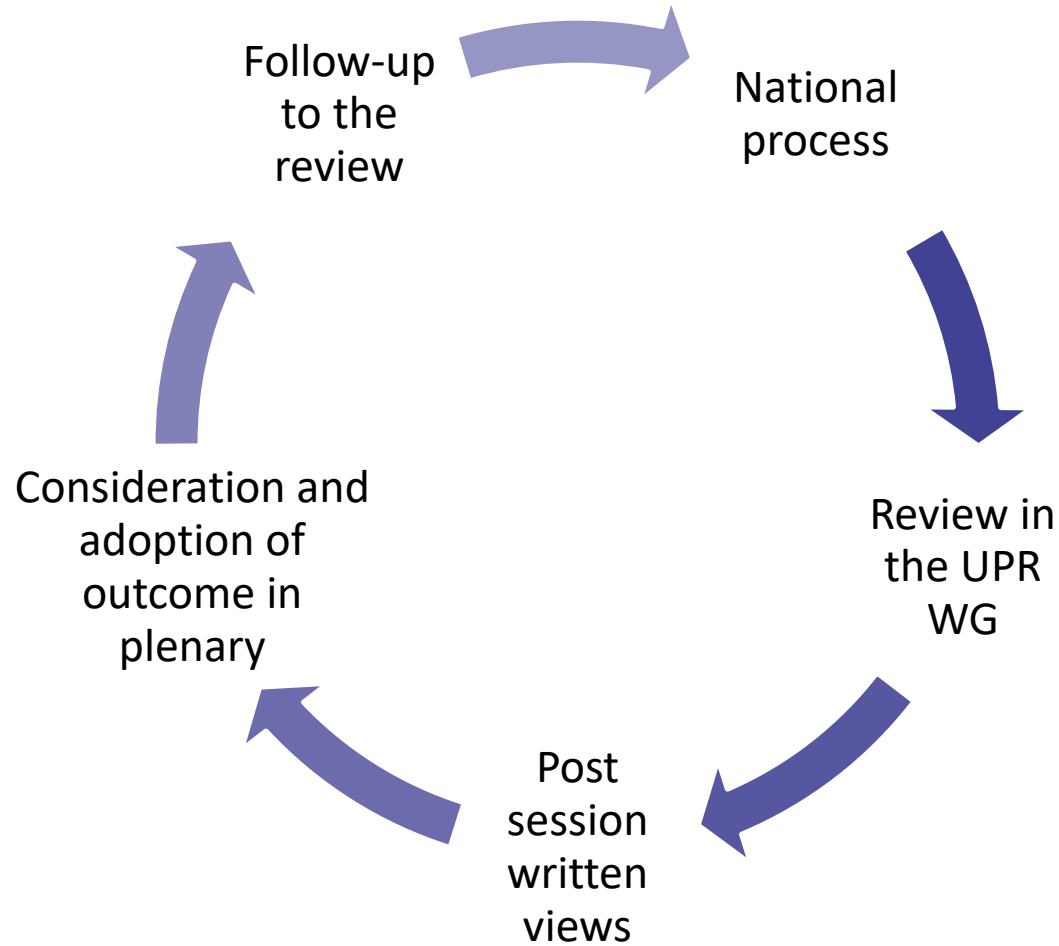 Follow-up
to the
review
National
process
Review in
the UPR
WG
Post
session
written
views
Consideration and
adoption of
outcome in
plenary